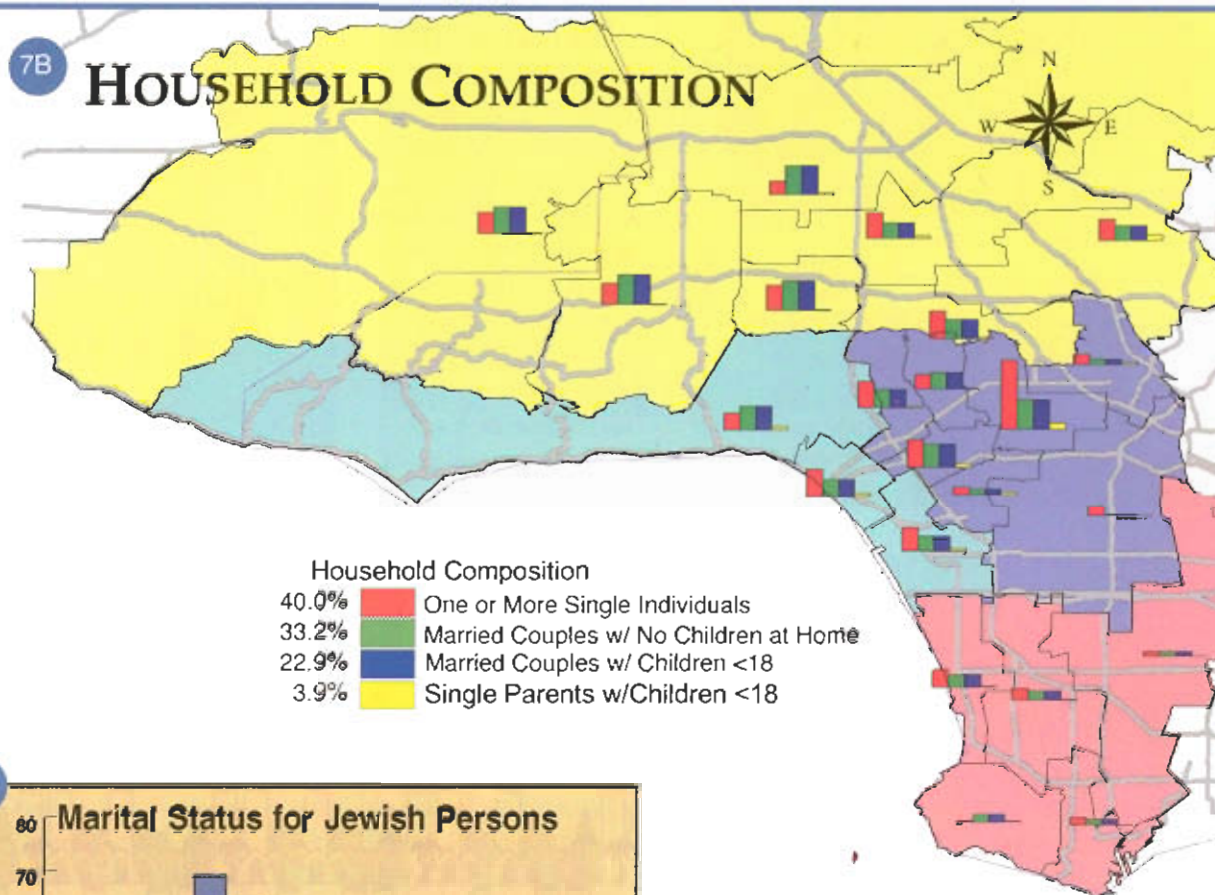 7B
HOUSEHOLD COMPOSITION
N
W E
S
Household Composition
40.0% One or More Single Individuals
33.2% Married Couples w/ No Children at Home
22.9% Married Couples w/ Children <18
3.9% Single Parents w/Children <18
Marital Status for Jewish Persons
80
70